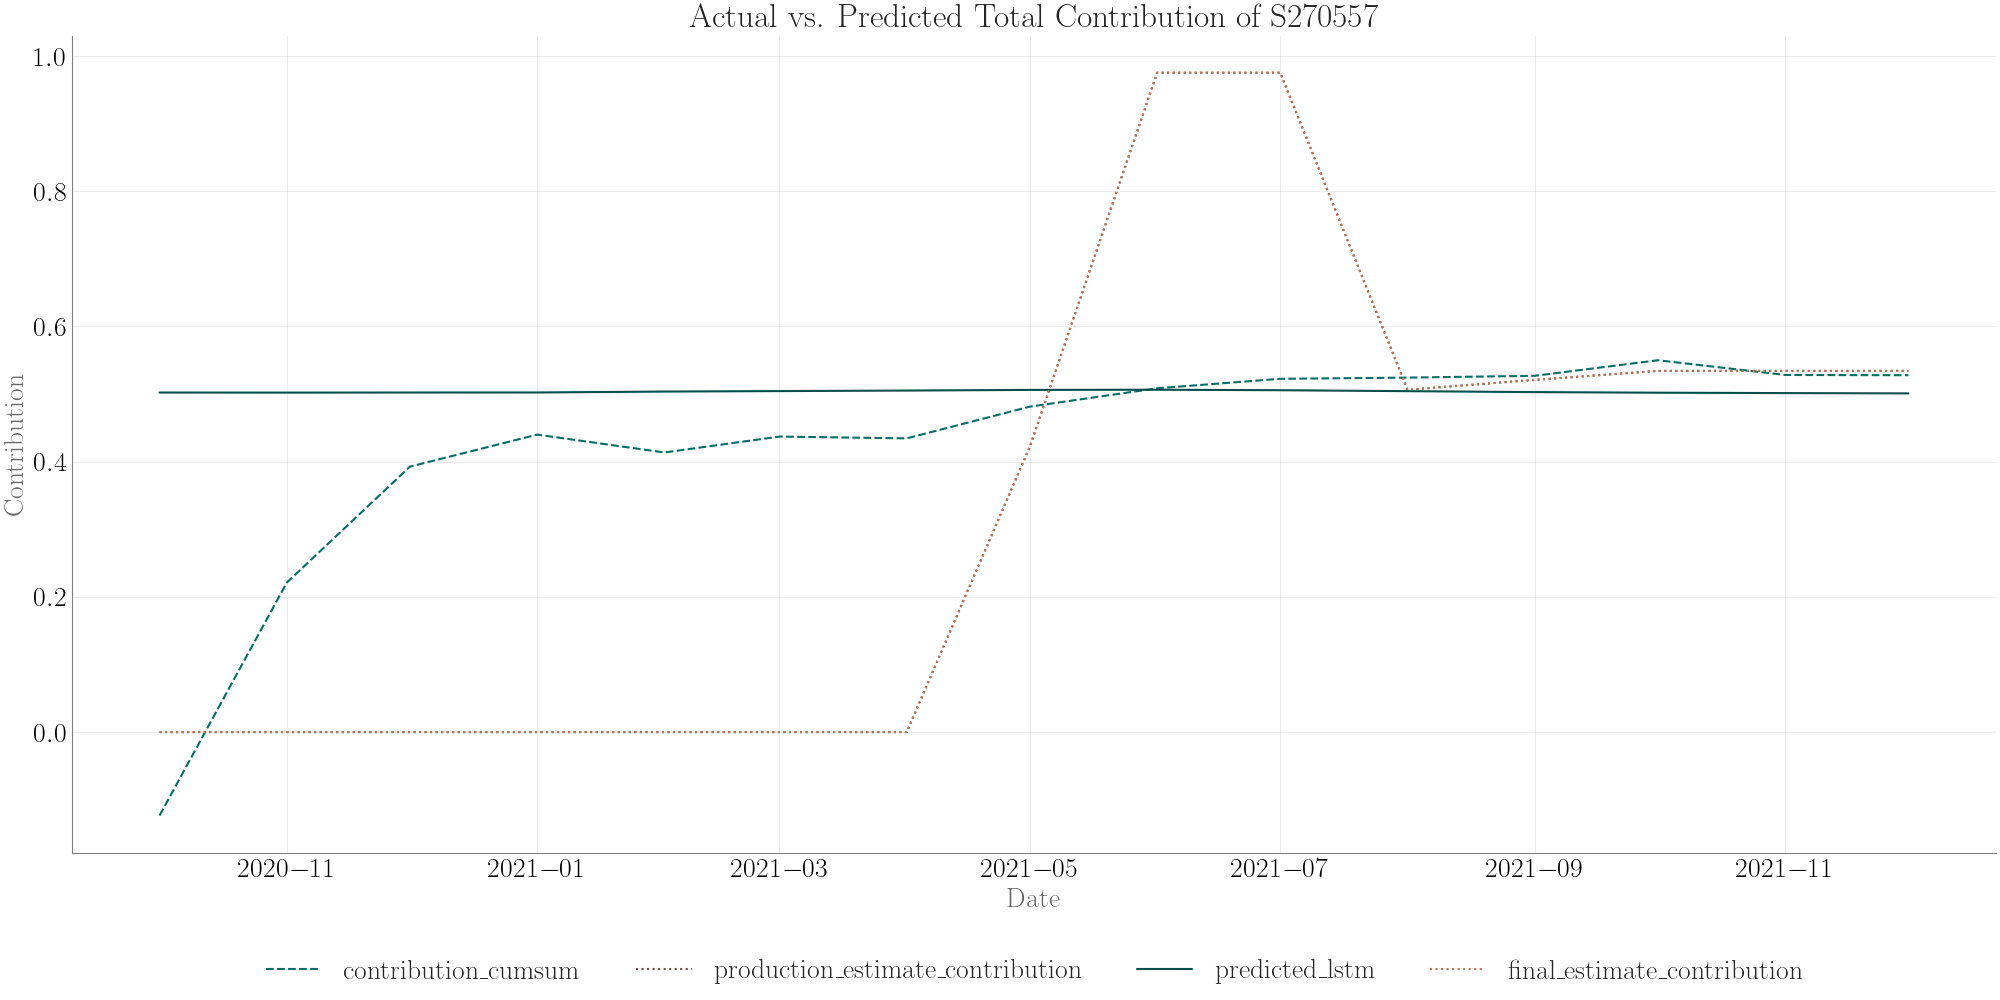 Actual vs. Predicted Total Contribution of S270557
1.0
0.8
0.6
0.4
0.2
0.0
Contribution
2020−11 2021−01 2021−03 2021−05 2021−07 2021−09 2021−11
Date
contribution_cumsum production_estimate_contribution predicted_lstm final_estimate_contribution